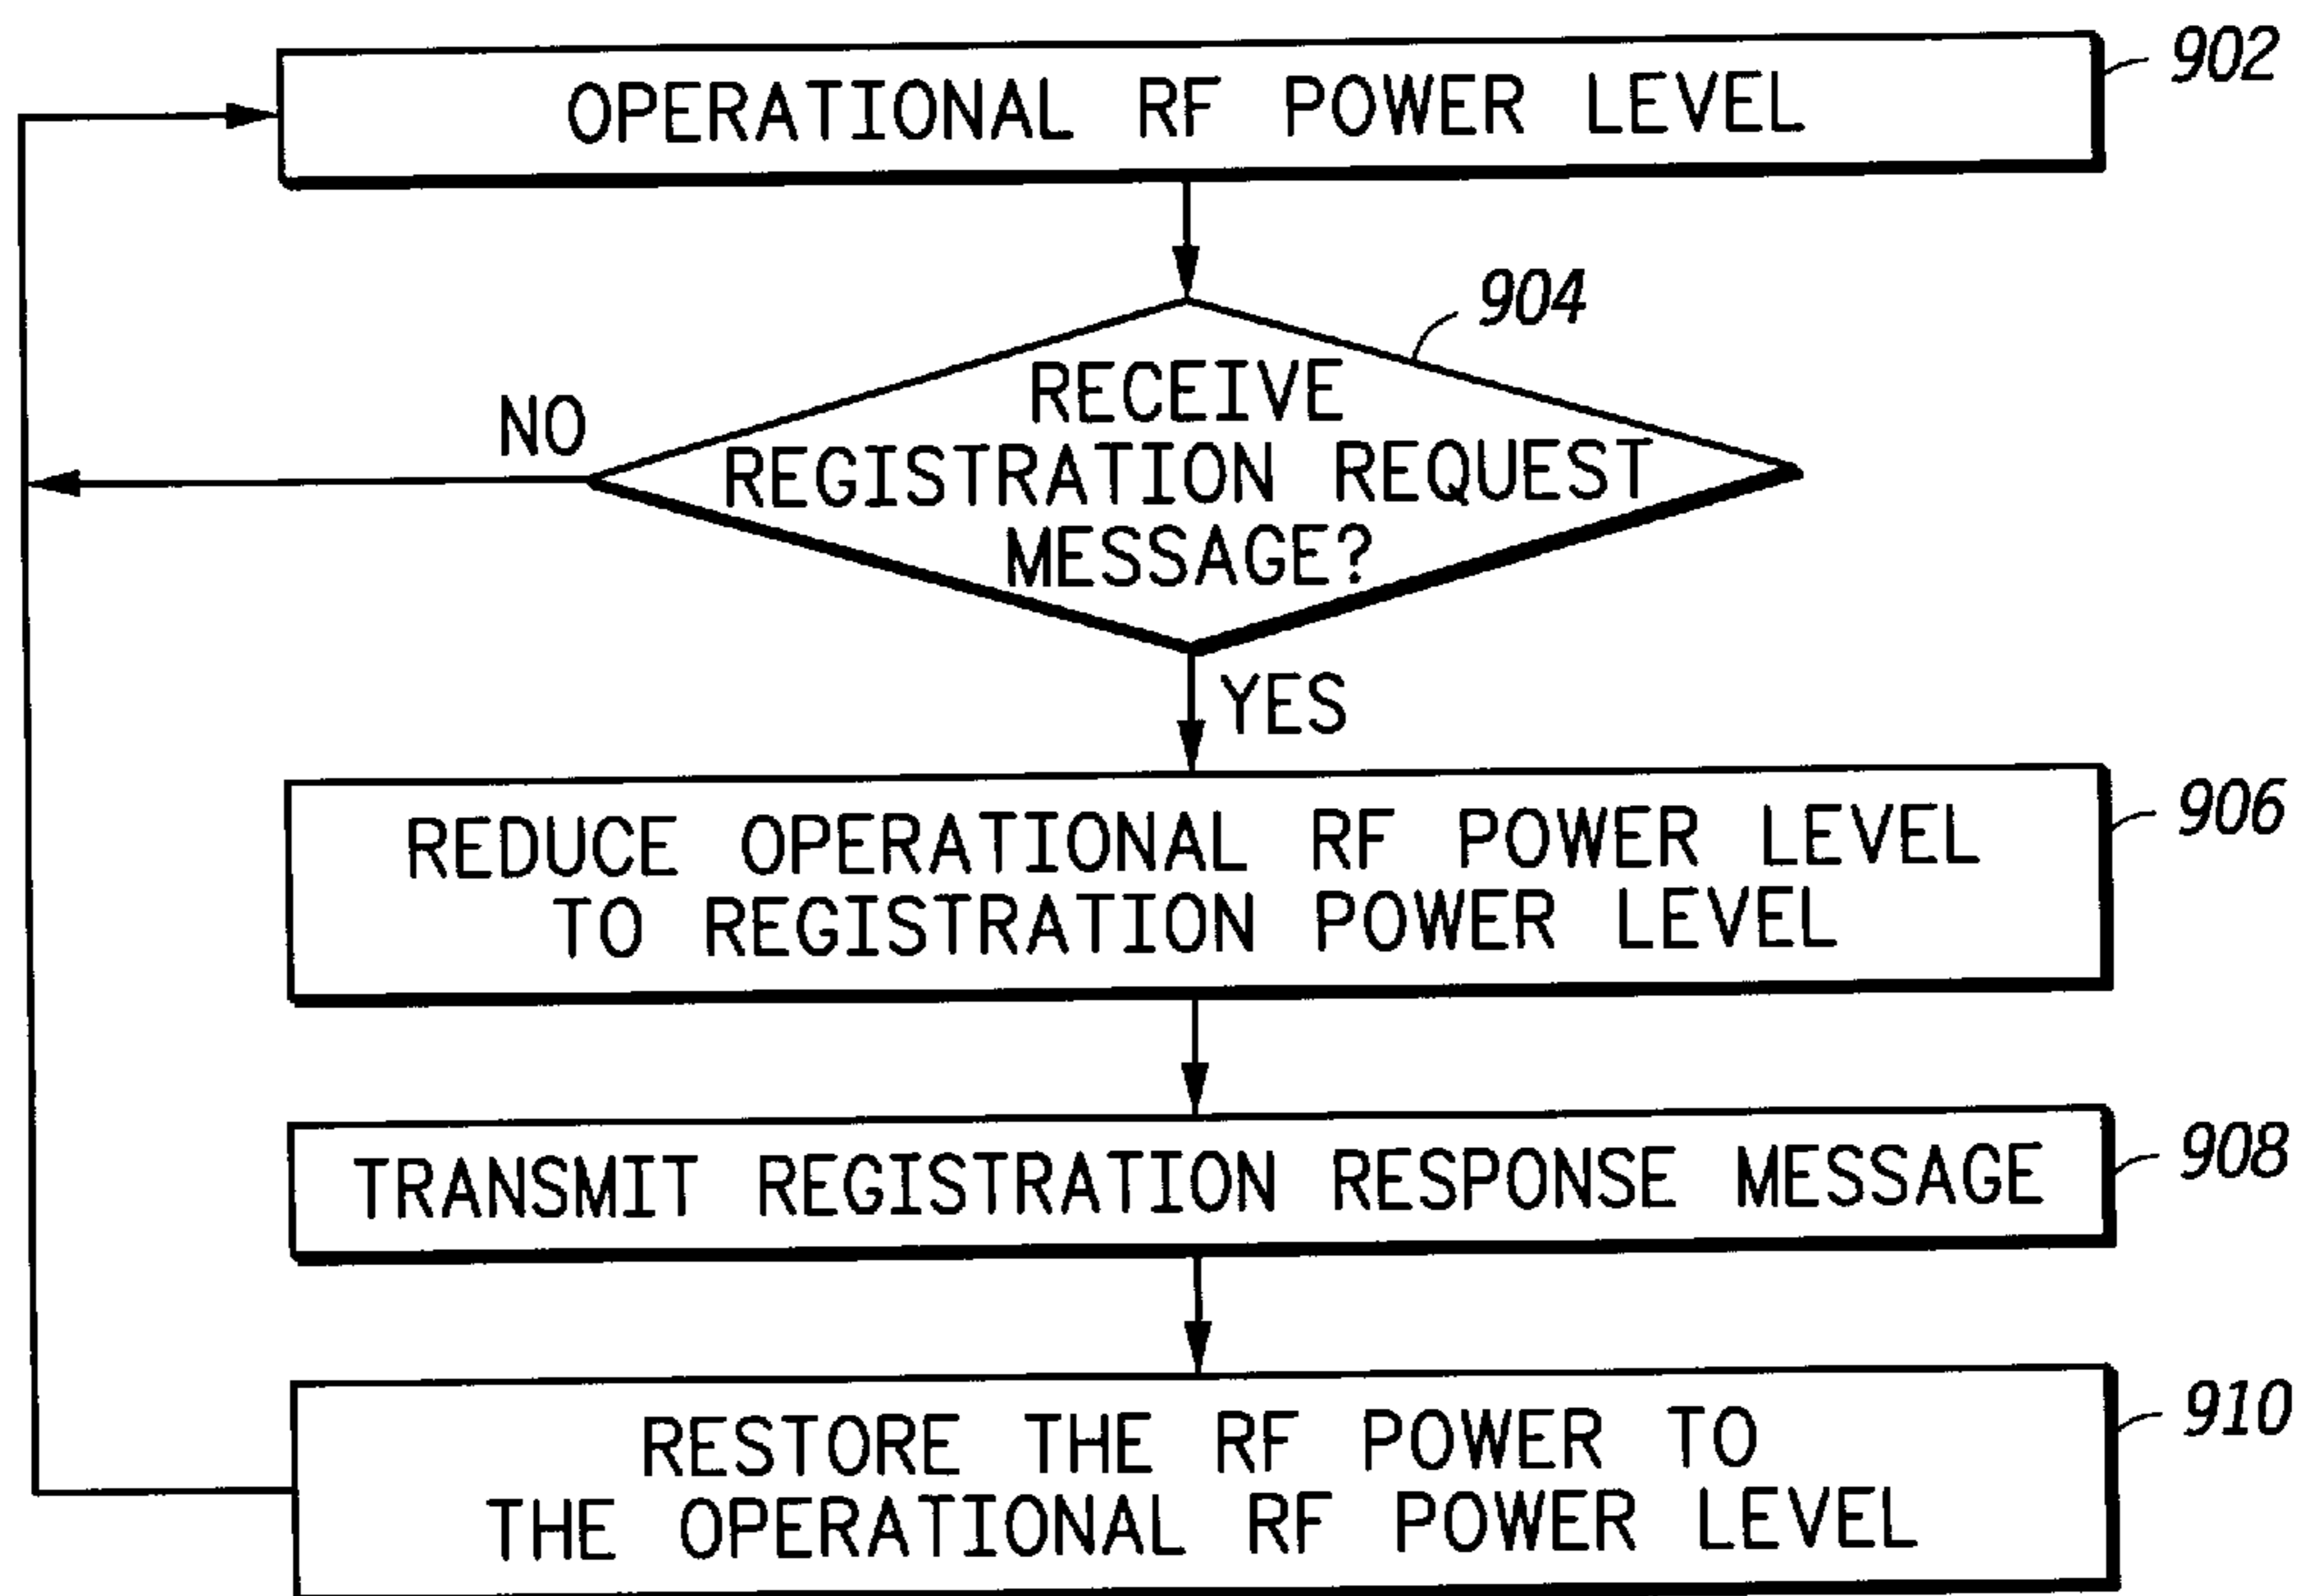 OPERATIONAL RF POWER LEVEL
902
904
RECEIVE
REGISTRATION REQUEST
MESSAGE?
NO
YES
906
REDUCE OPERATIONAL RF POWER LEVEL
TO REGISTRATION POWER LEVEL
TRANSMIT REGISTRATION RESPONSE MESSAGE
908
RESTORE THE RF POWER TO
THE OPERATIONAL RF POWER LEVEL
910